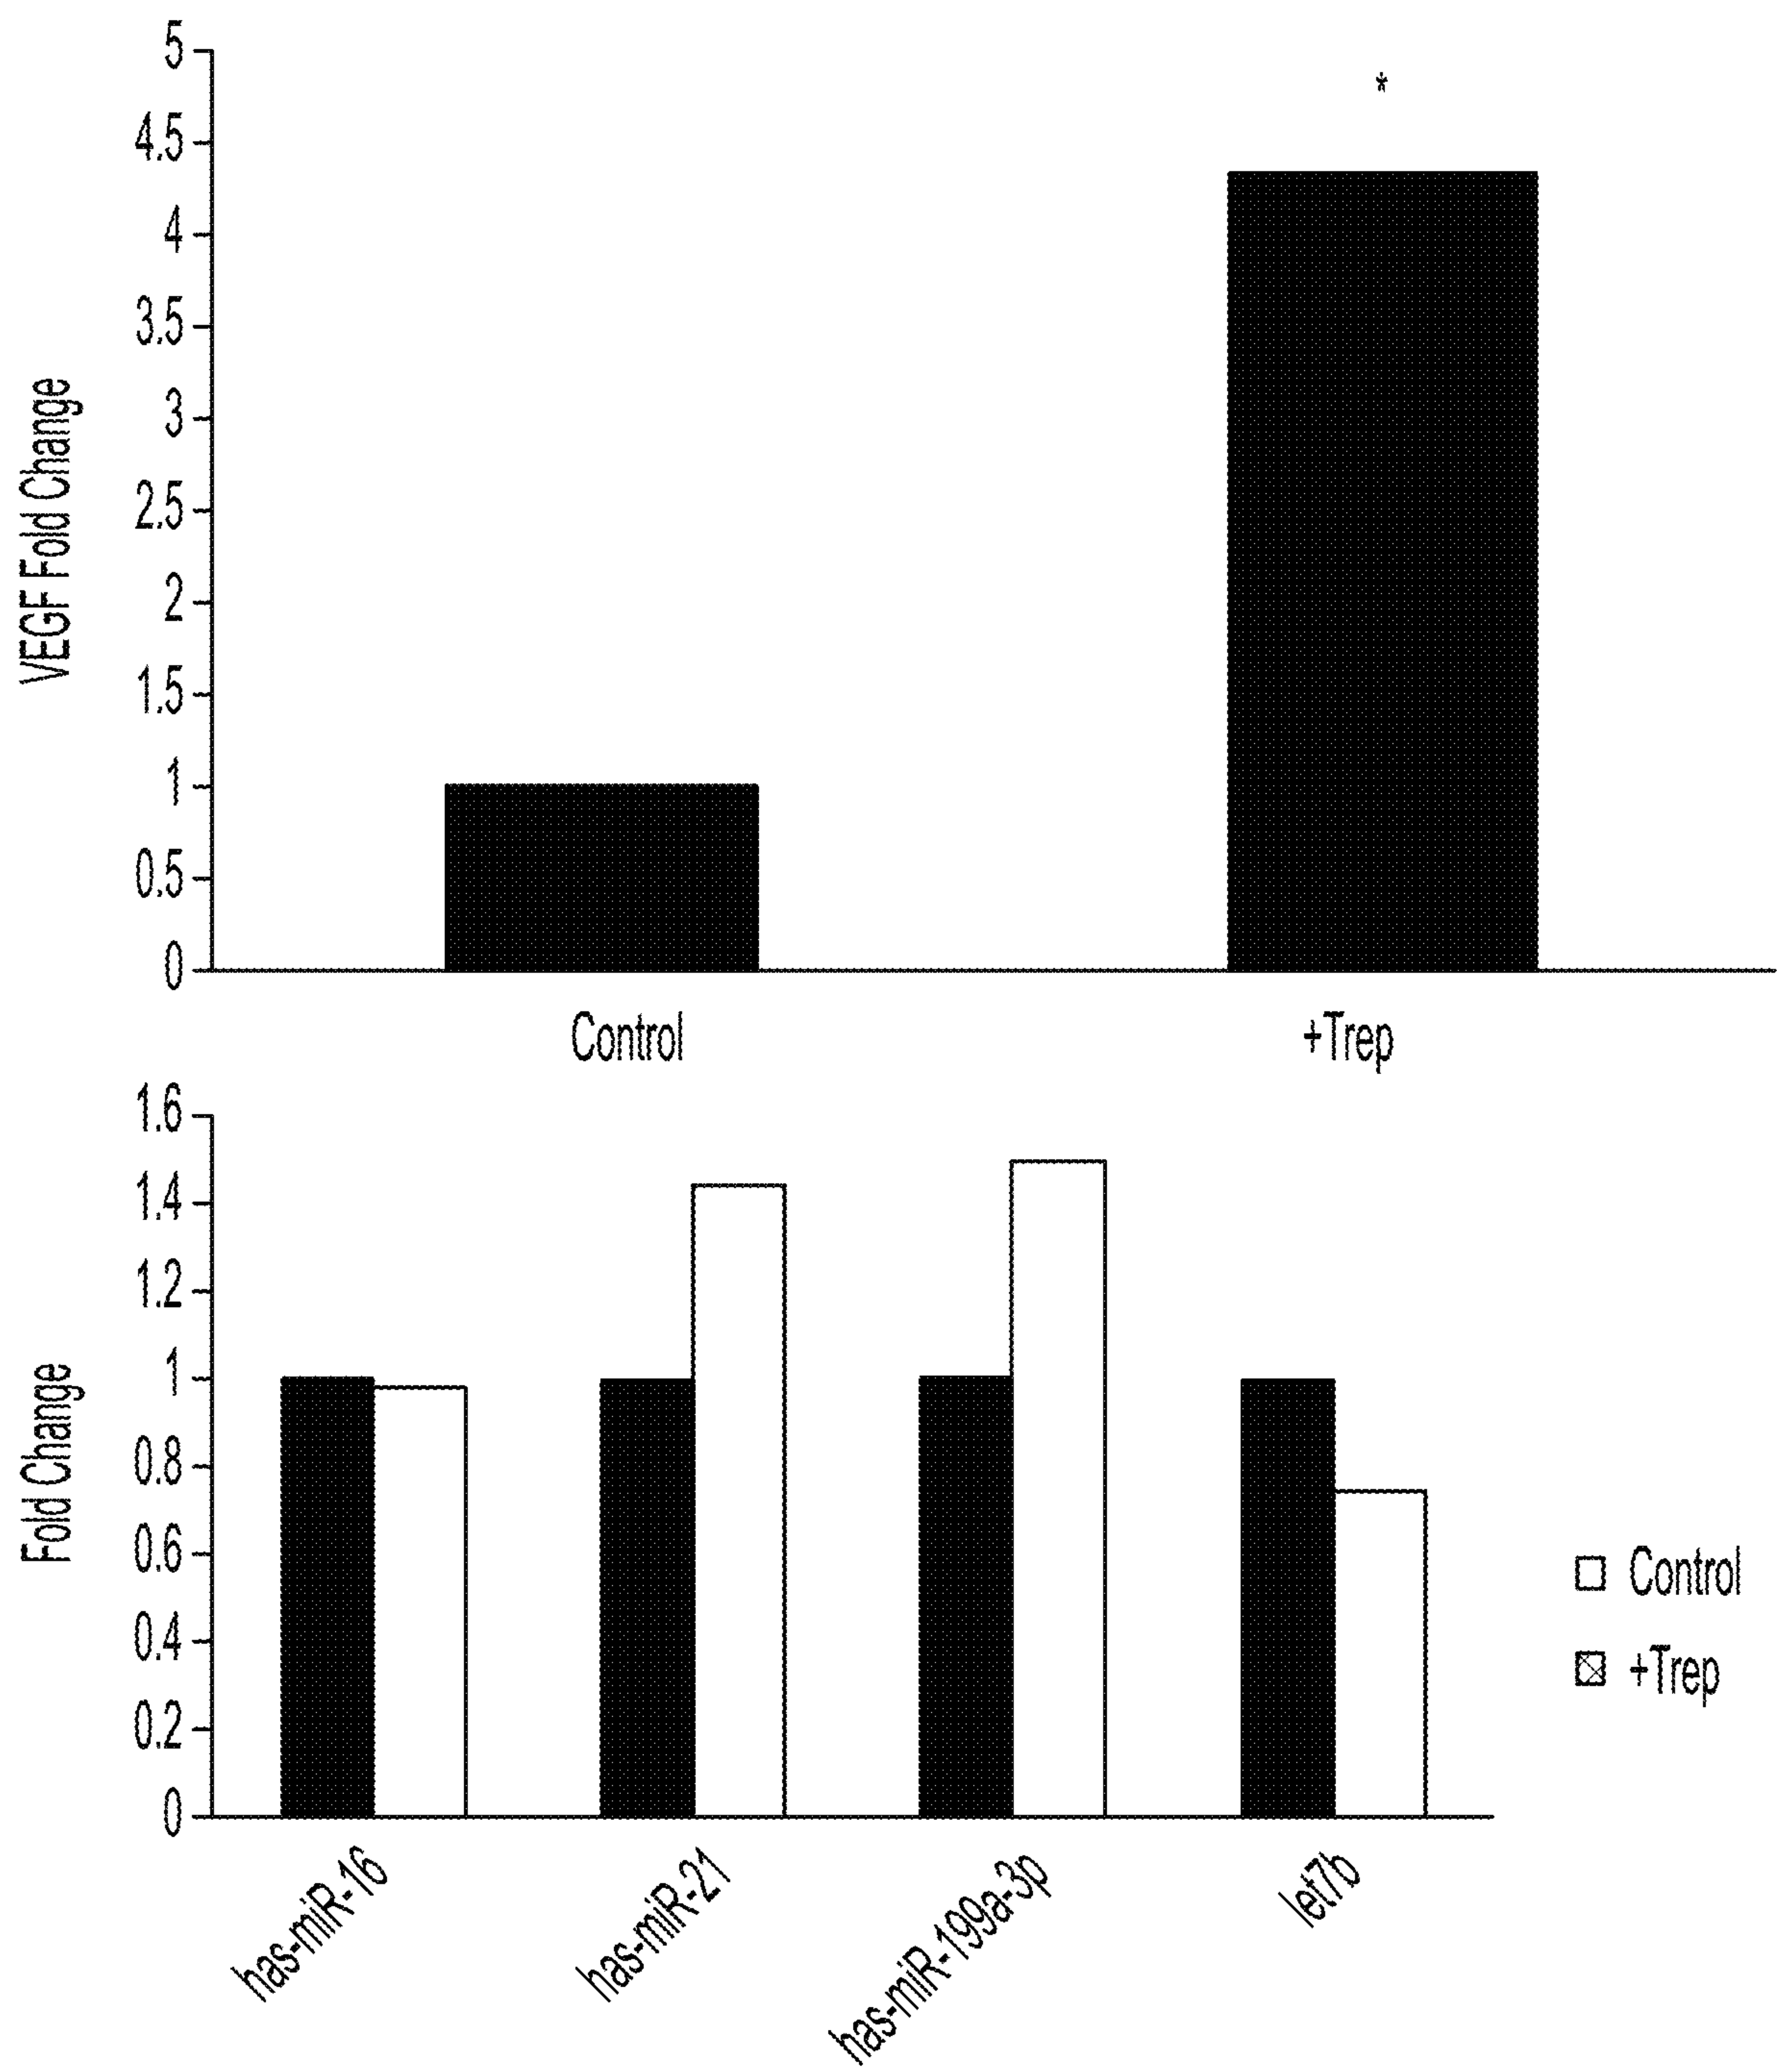 VEGF Fold Change
5
4.5
4
3.5
3
2.5
2
1.5
1
0.5
0
*
Control
+Trep
Fold Change
1.6
1.4
1.2
1
0.8
0.6
0.4
0.2
0
has-miR-16
has-miR-21
has-miR-199a-3p
let7b
Control
+Trep